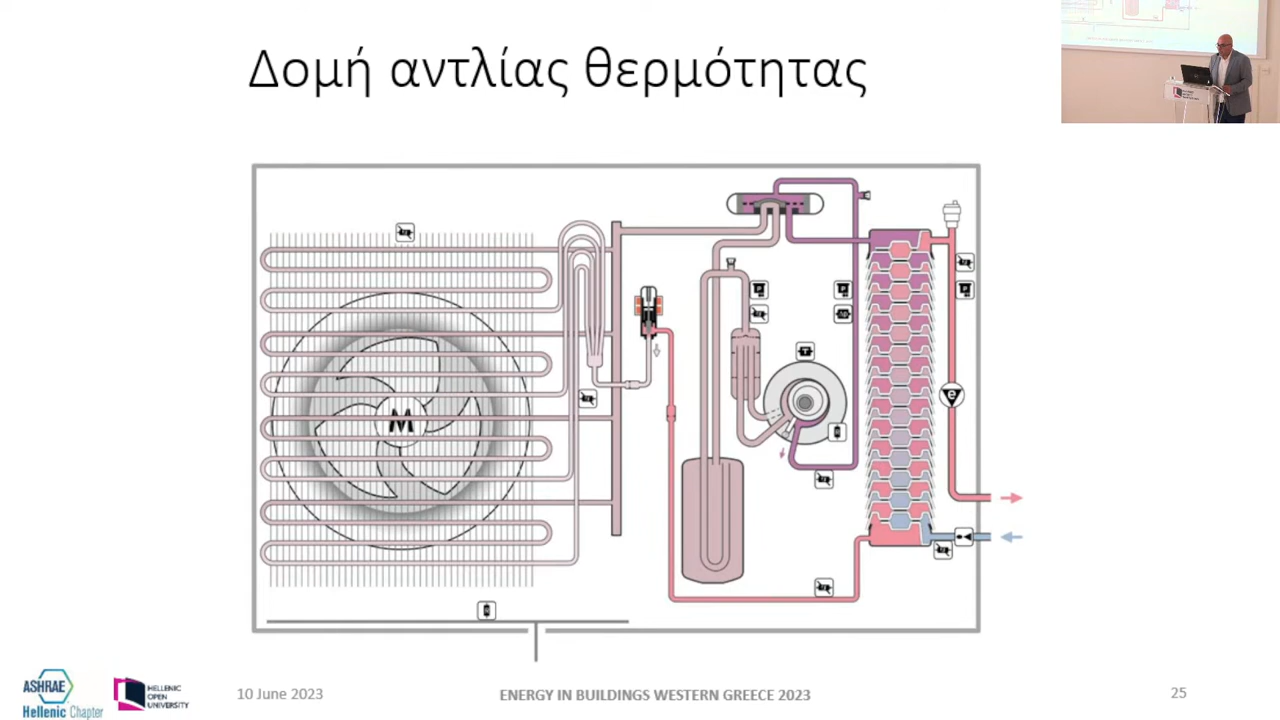 Δομή αντλίας θερμότητας
M
ASHRAE
Hellenic Chapter
HELLENIC
OPEN
UNIVERSITY
10 June 2023
ENERGY IN BUILDINGS WESTERN GREECE 2023
25